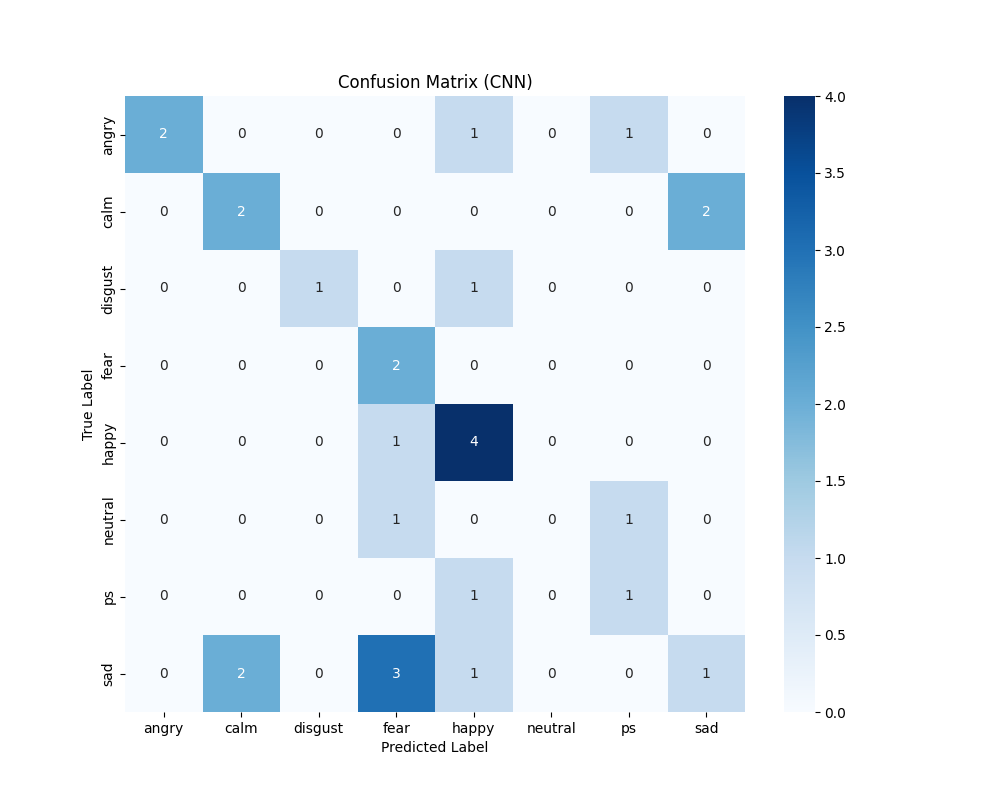 Confusion Matrix (CNN)
True Label
angry 2 0 0 0 1 0 1 0
calm 0 2 0 0 0 0 0 2
disgust 0 0 1 0 1 0 0 0
fear 0 0 0 2 0 0 0 0
happy 0 0 0 1 4 0 0 0
neutral 0 0 0 1 0 0 1 0
ps 0 0 0 0 1 0 1 0
sad 0 2 0 3 1 0 0 1
angry calm disgust fear happy neutral ps sad
Predicted Label
4.0
3.5
3.0
2.5
2.0
1.5
1.0
0.5
0.0